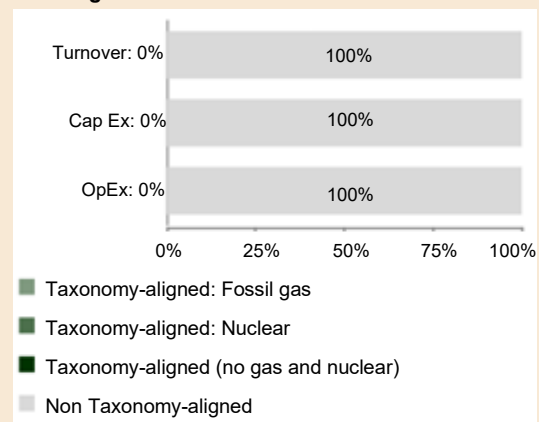 Turnover: 0% 100%
Cap Ex: 0% 100%
OpEx: 0% 100%
0% 25% 50% 75% 100%
Taxonomy-aligned: Fossil gas
Taxonomy-aligned: Nuclear
Taxonomy-aligned (no gas and nuclear)
Non Taxonomy-aligned